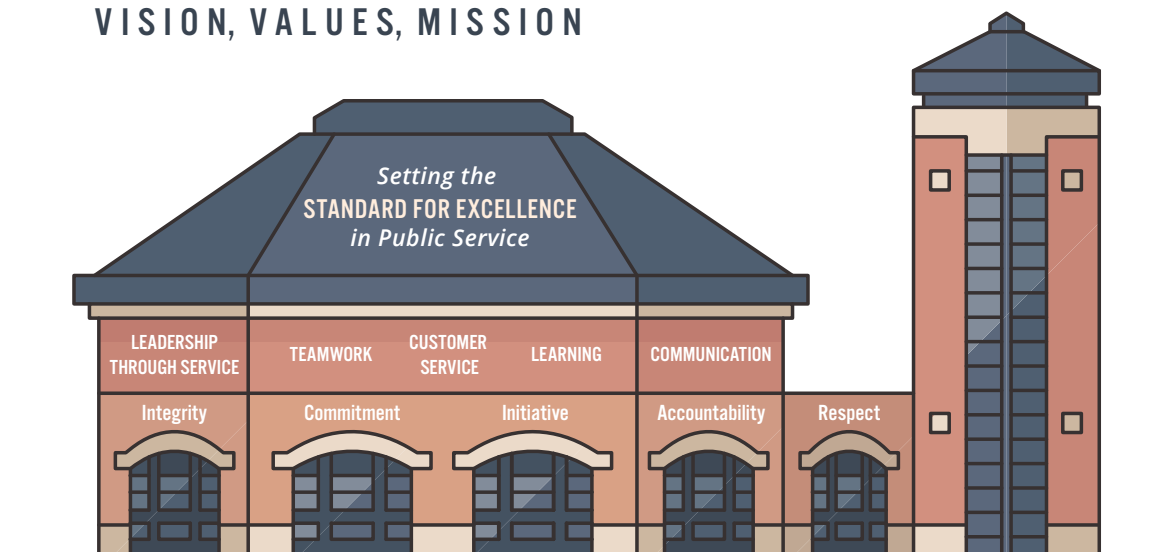 VISION, VALUES, MISSION
Setting the
STANDARD FOR EXCELLENCE
in Public Service
LEADERSHIP
THROUGH SERVICE
TEAMWORK
CUSTOMER
SERVICE
LEARNING
COMMUNICATION
Integrity
Commitment
Initiative
Accountability
Respect